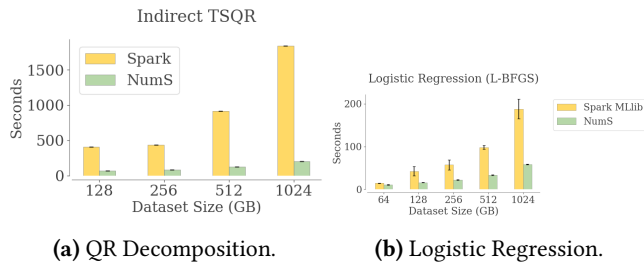 Indirect TSQR
Seconds
1500
1000
500
0
Spark
NumS
128 256 512 1024
Dataset Size (GB)
(a) QR Decomposition.
Logistic Regression (L-BFGS)
Seconds
200
100
0
Spark MLlib
NumS
64 128 256 512 1024
Dataset Size (GB)
(b) Logistic Regression.